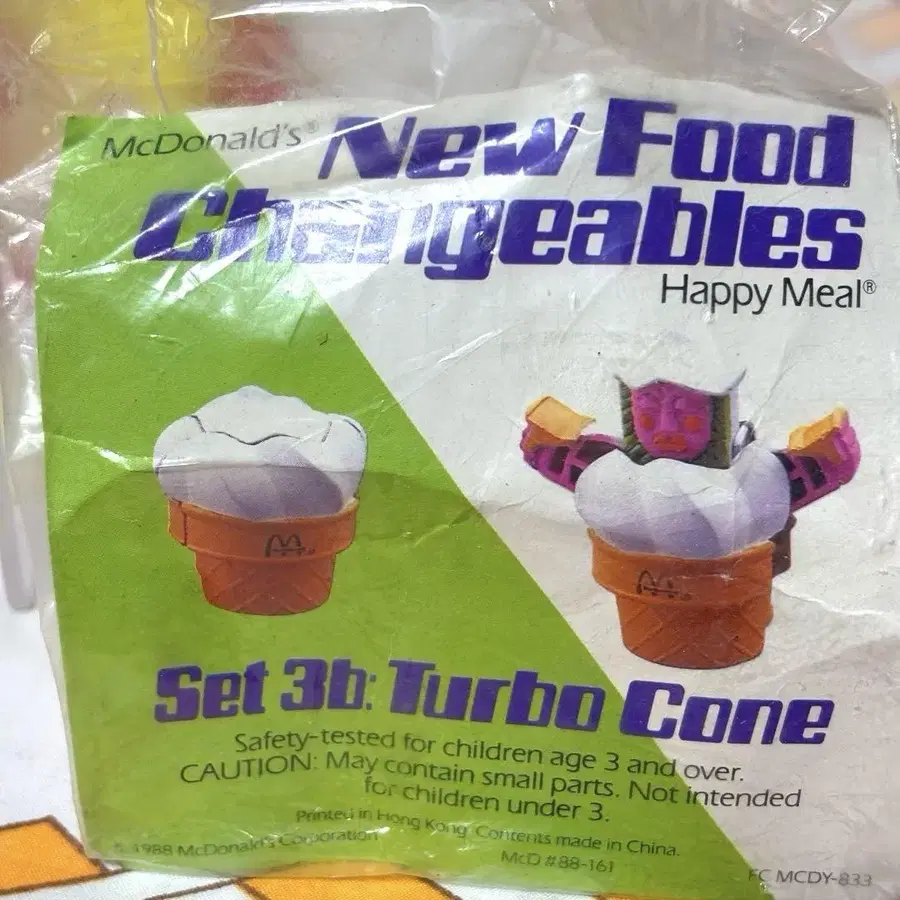 McDonald's® New Food
Changeables
Happy Meal®
Set 3b: Turbo Cone
Safety-tested for children age 3 and over.
CAUTION: May contain small parts. Not intended
for children under 3.
Printed in Hong Kong. Contents made in China.
© 1988 McDonald's Corporation
McD #88-161
FC MCDY-833